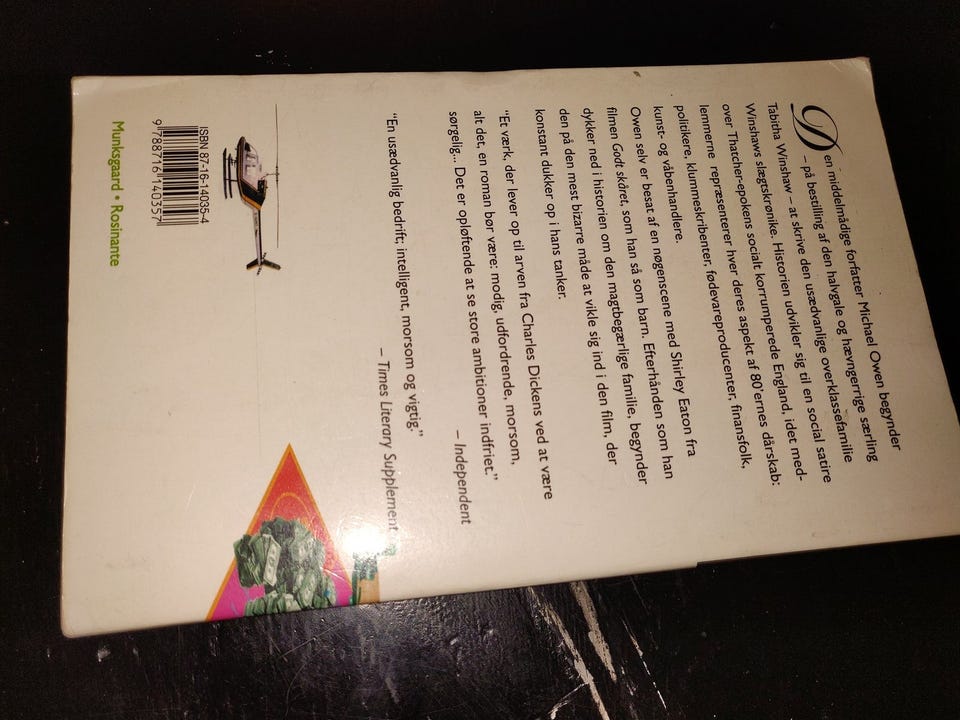 Den middelmådige forfatter Michael Owen begynder
– på bestilling af den halvgale og hævngerrige særling
Tabitha Winshaw – at skrive den usædvanlige overklassefamilie
Winshaws slægtskrønike. Historien udvikler sig til en social satire
over Thatcher-epokens socialt korrumperede England, idet med-
lemmerne repræsenterer hver deres aspekt af 80'ernes dårskab:
politikere, klummeskribenter, fødevareproducenter, finansfolk,
kunst- og våbenhandlere.
Owen selv er besat af en nøgenscene med Shirley Eaton fra
filmen Godt skåret, som han så som barn. Efterhånden som han
dykker ned i historien om den magtbegærlige familie, begynder
den på den mest bizarre måde at vikle sig ind i den film, der
konstant dukker op i hans tanker.
"Et værk, der lever op til arven fra Charles Dickens ved at være
alt det, en roman bør være: modig, udfordrende, morsom,
sørgelig... Det er opløftende at se store ambitioner indfriet."
– Independent
"En usædvanlig bedrift; intelligent, morsom og vigtig."
– Times Literary Supplement
ISBN 87-16-14035-4
9788716140357
Munksgaard • Rosinante